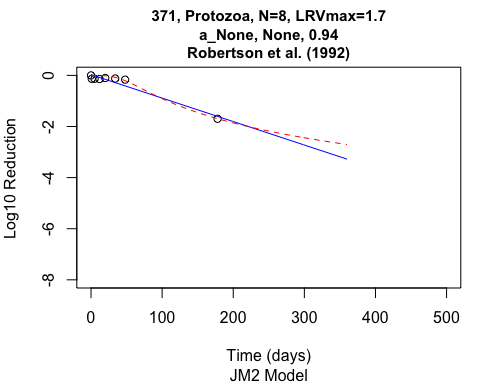 371, Protozoa, N=8, LRVmax=1.7
a_None, None, 0.94
Robertson et al. (1992)
Log10 Reduction
0
-2
-4
-6
-8
0 100 200 300 400 500
Time (days)
JM2 Model